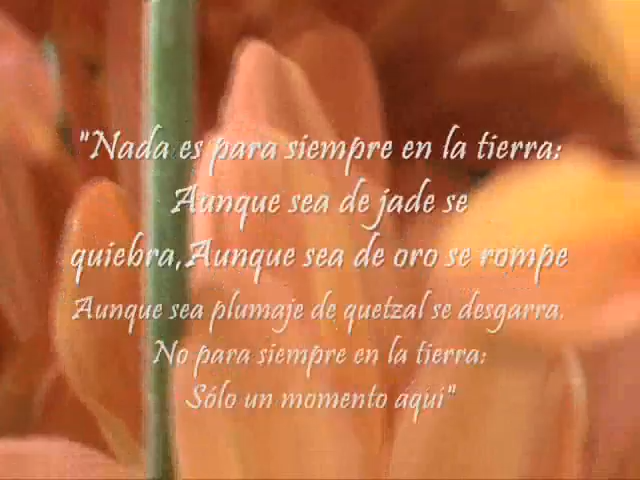 "Nada es para siempre en la tierra:
Aunque sea de jade se
quiebra,Aunque sea de oro se rompe
Aunque sea plumaje de quetzal se desgarra.
No para siempre en la tierra:
Sólo un momento aqui"